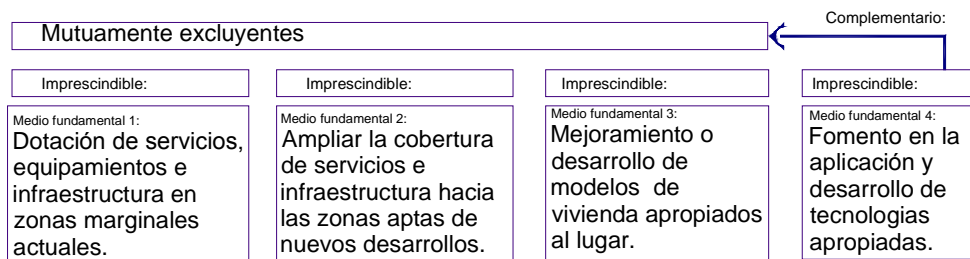 Complementario:
Mutuamente excluyentes
Imprescindible:
Imprescindible:
Imprescindible:
Imprescindible:
Medio fundamental 1:
Dotación de servicios,
equipamientos e
infraestructura en
zonas marginales
actuales.
Medio fundamental 2:
Ampliar la cobertura
de servicios e
infraestructura hacia
las zonas aptas de
nuevos desarrollos.
Medio fundamental 3:
Mejoramiento o
desarrollo de
modelos de
vivienda apropiados
al lugar.
Medio fundamental 4:
Fomento en la
aplicación y
desarrollo de
tecnologias
apropiadas.